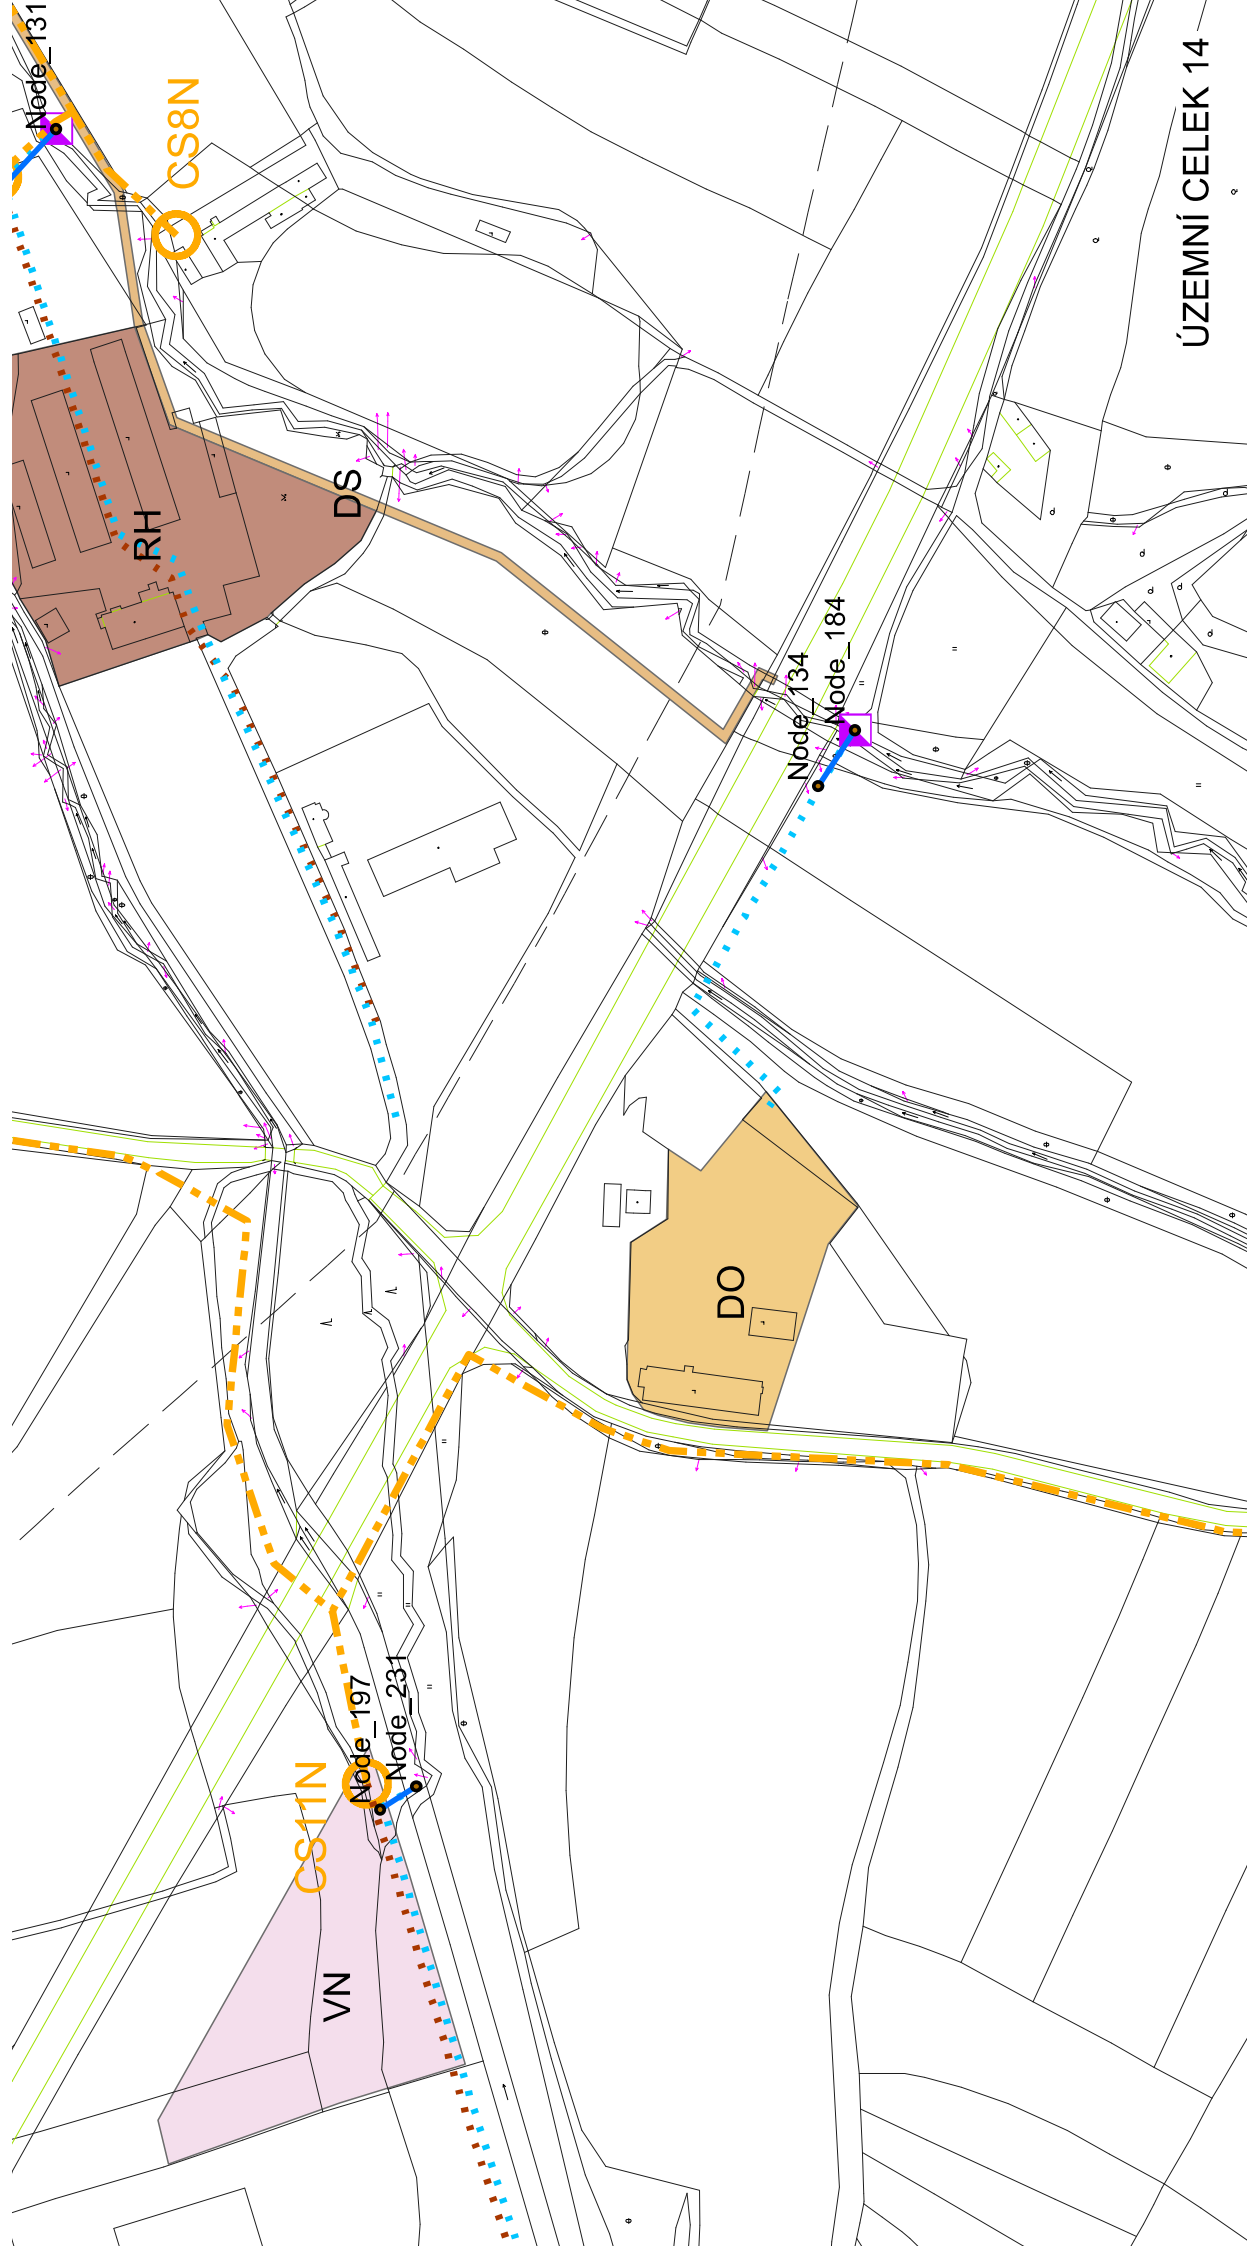 Node_131
CS8N
ÚZEMNÍ CELEK 14
RH
DS
Node_134
Node_184
DO
Node_197
Node_231
CS11N
VN